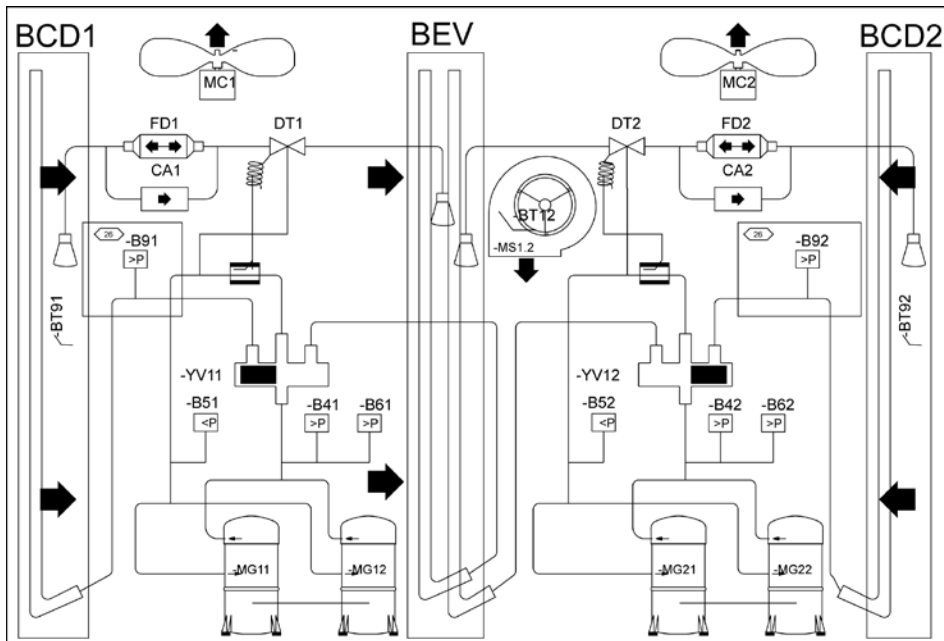 BCD1
BEV
BCD2
MC1
MC2
FD1
DT1
DT2
FD2
CA1
CA2
-BT12
-MS1.2
26
-B91
>P
26
-B92
>P
-BT91
-BT92
-YV11
-YV12
-B51
<P
-B41
>P
-B61
>P
-B52
<P
-B42
>P
-B62
>P
-MG11
-MG12
-MG21
-MG22